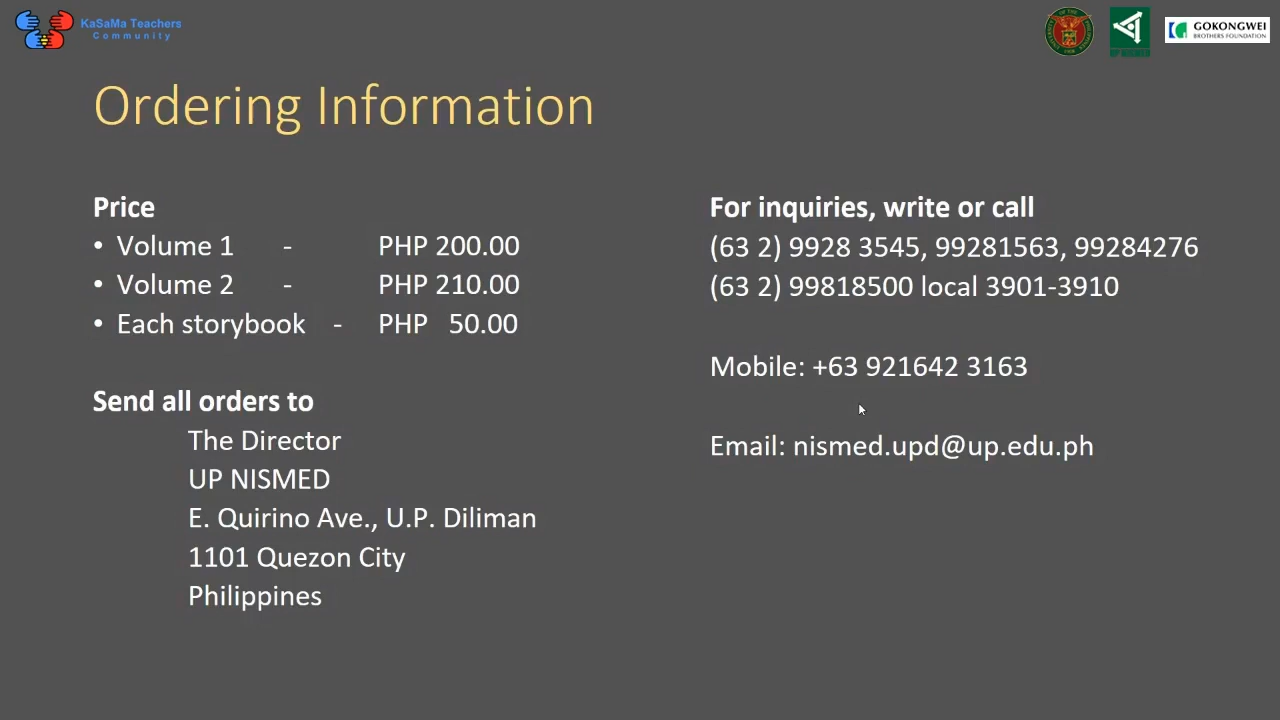 KaSaMa Teachers
Community
UP NISMED
GOKONGWEI
BROTHERS FOUNDATION
Ordering Information
Price
• Volume 1 - PHP 200.00
• Volume 2 - PHP 210.00
• Each storybook - PHP 50.00
Send all orders to
The Director
UP NISMED
E. Quirino Ave., U.P. Diliman
1101 Quezon City
Philippines
For inquiries, write or call
(63 2) 9928 3545, 99281563, 99284276
(63 2) 99818500 local 3901-3910
Mobile: +63 921642 3163
Email: nismed.upd@up.edu.ph